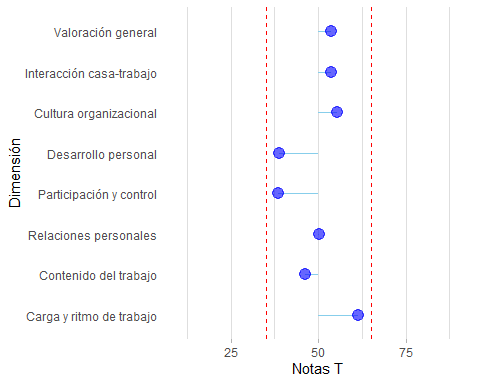 Valoración general
Interacción casa-trabajo
Cultura organizacional
Desarrollo personal
Participación y control
Relaciones personales
Contenido del trabajo
Carga y ritmo de trabajo
Dimensión
25 50 75
Notas T